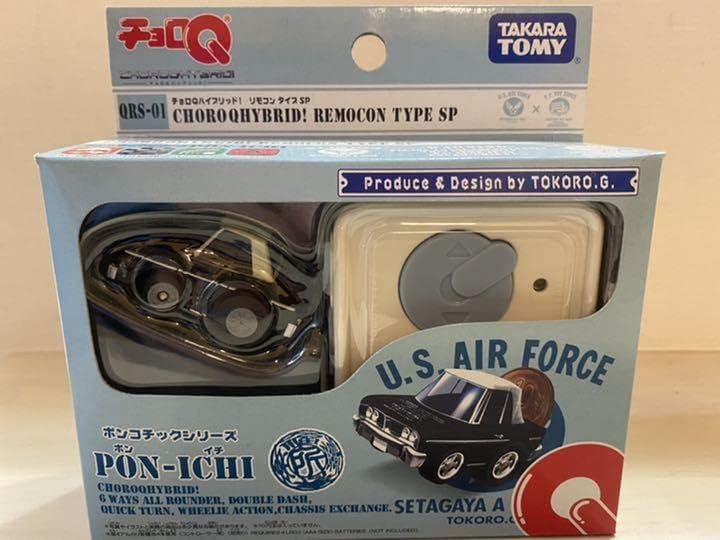 チョロQ
CHOROQHYBRID!
TAKARA
TOMY
QRS-01
チョロQハイブリッド! リモコン タイプSP
CHOROQHYBRID! REMOCON TYPE SP
U.S. AIR FORCE
Produce & Design by TOKORO.G.
U.S. AIR FORCE
ポンコチックシリーズ
ポン イチ
PON-ICHI
CHOROQHYBRID!
6 WAYS ALL ROUNDER, DOUBLE DASH,
QUICK TURN, WHEELIE ACTION,CHASSIS EXCHANGE.
SETAGAYA A
TOKORO.G